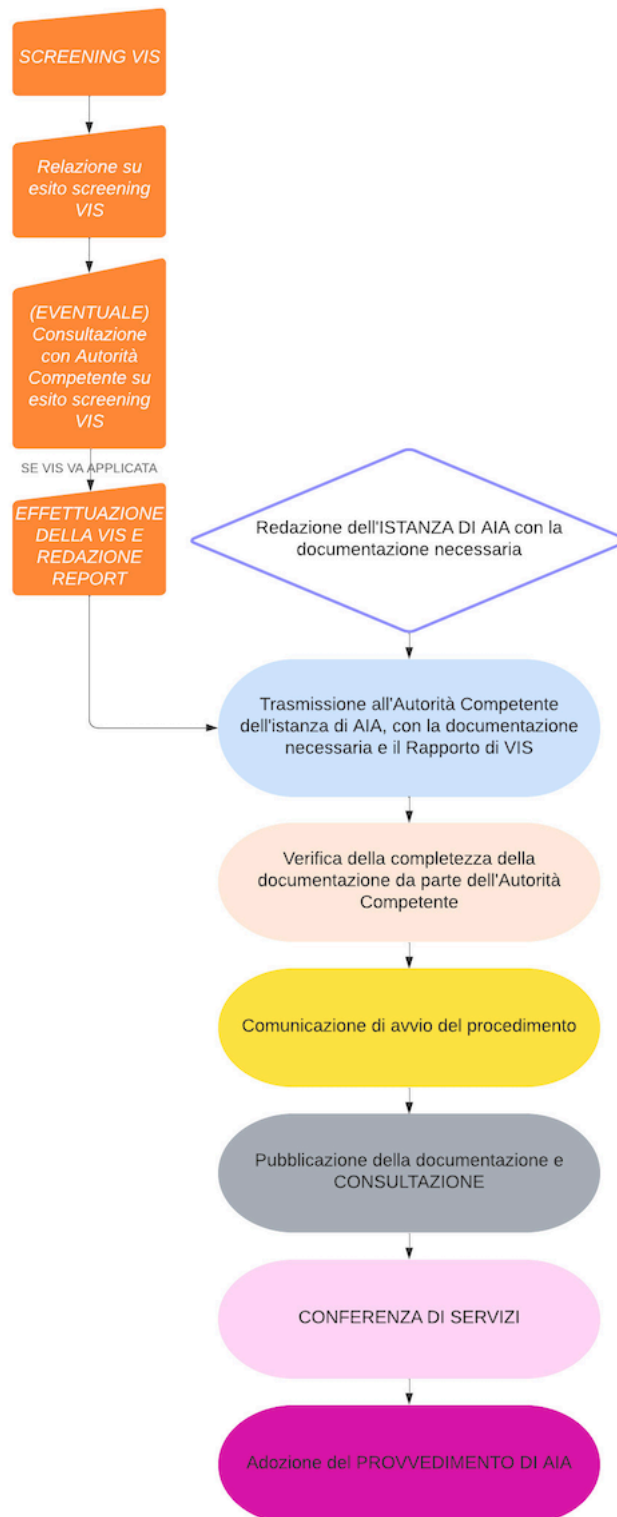 SCREENING VIS
Relazione su
esito screening
VIS
(EVENTUALE)
Consultazione
con Autorità
Competente su
esito screening
VIS
SE VIS VA APPLICATA
EFFETTUAZIONE
DELLA VIS E
REDAZIONE
REPORT
Redazione dell'ISTANZA DI AIA con la
documentazione necessaria
Trasmissione all'Autorità Competente
dell'istanza di AIA, con la documentazione
necessaria e il Rapporto di VIS
Verifica della completezza della
documentazione da parte dell'Autorità
Competente
Comunicazione di avvio del procedimento
Pubblicazione della documentazione e
CONSULTAZIONE
CONFERENZA DI SERVIZI
Adozione del PROVVEDIMENTO DI AIA